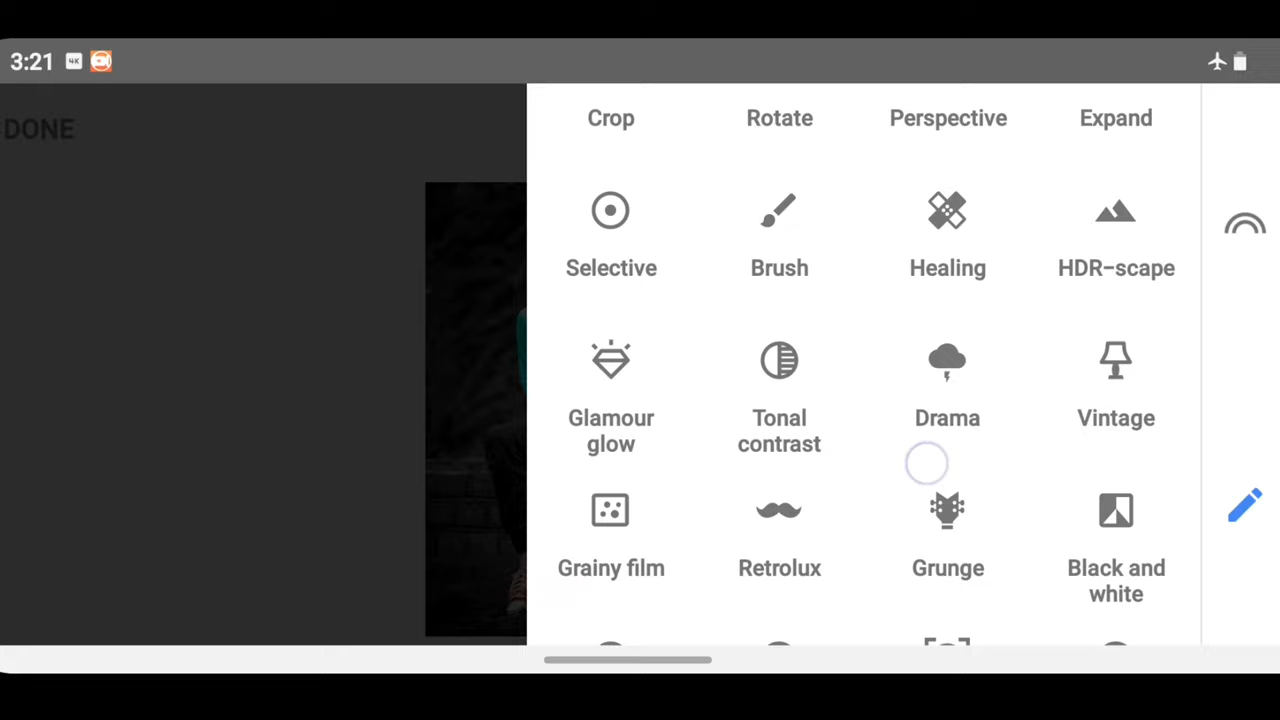 3:21 4K
DONE
Crop Rotate Perspective Expand
Selective Brush Healing HDR-scape
Glamour glow
Tonal contrast
Drama
Vintage
Grainy film
Retrolux
Grunge
Black and white